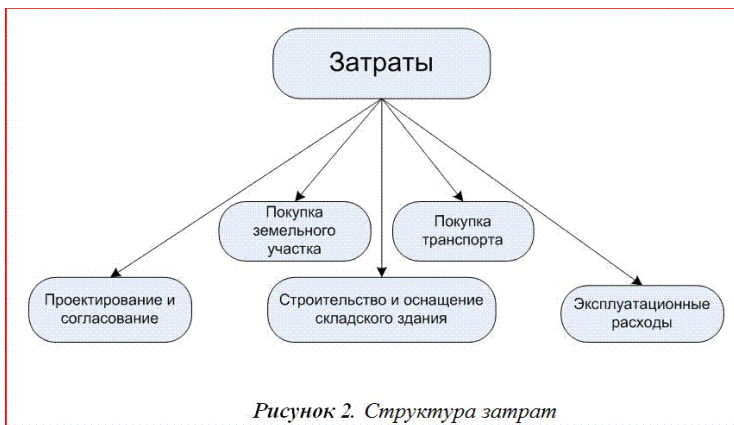 Затраты
Покупка
земельного
участка
Покупка
транспорта
Проектирование и
согласование
Строительство и оснащение
складского здания
Эксплуатационные
расходы
Рисунок 2. Структура затрат